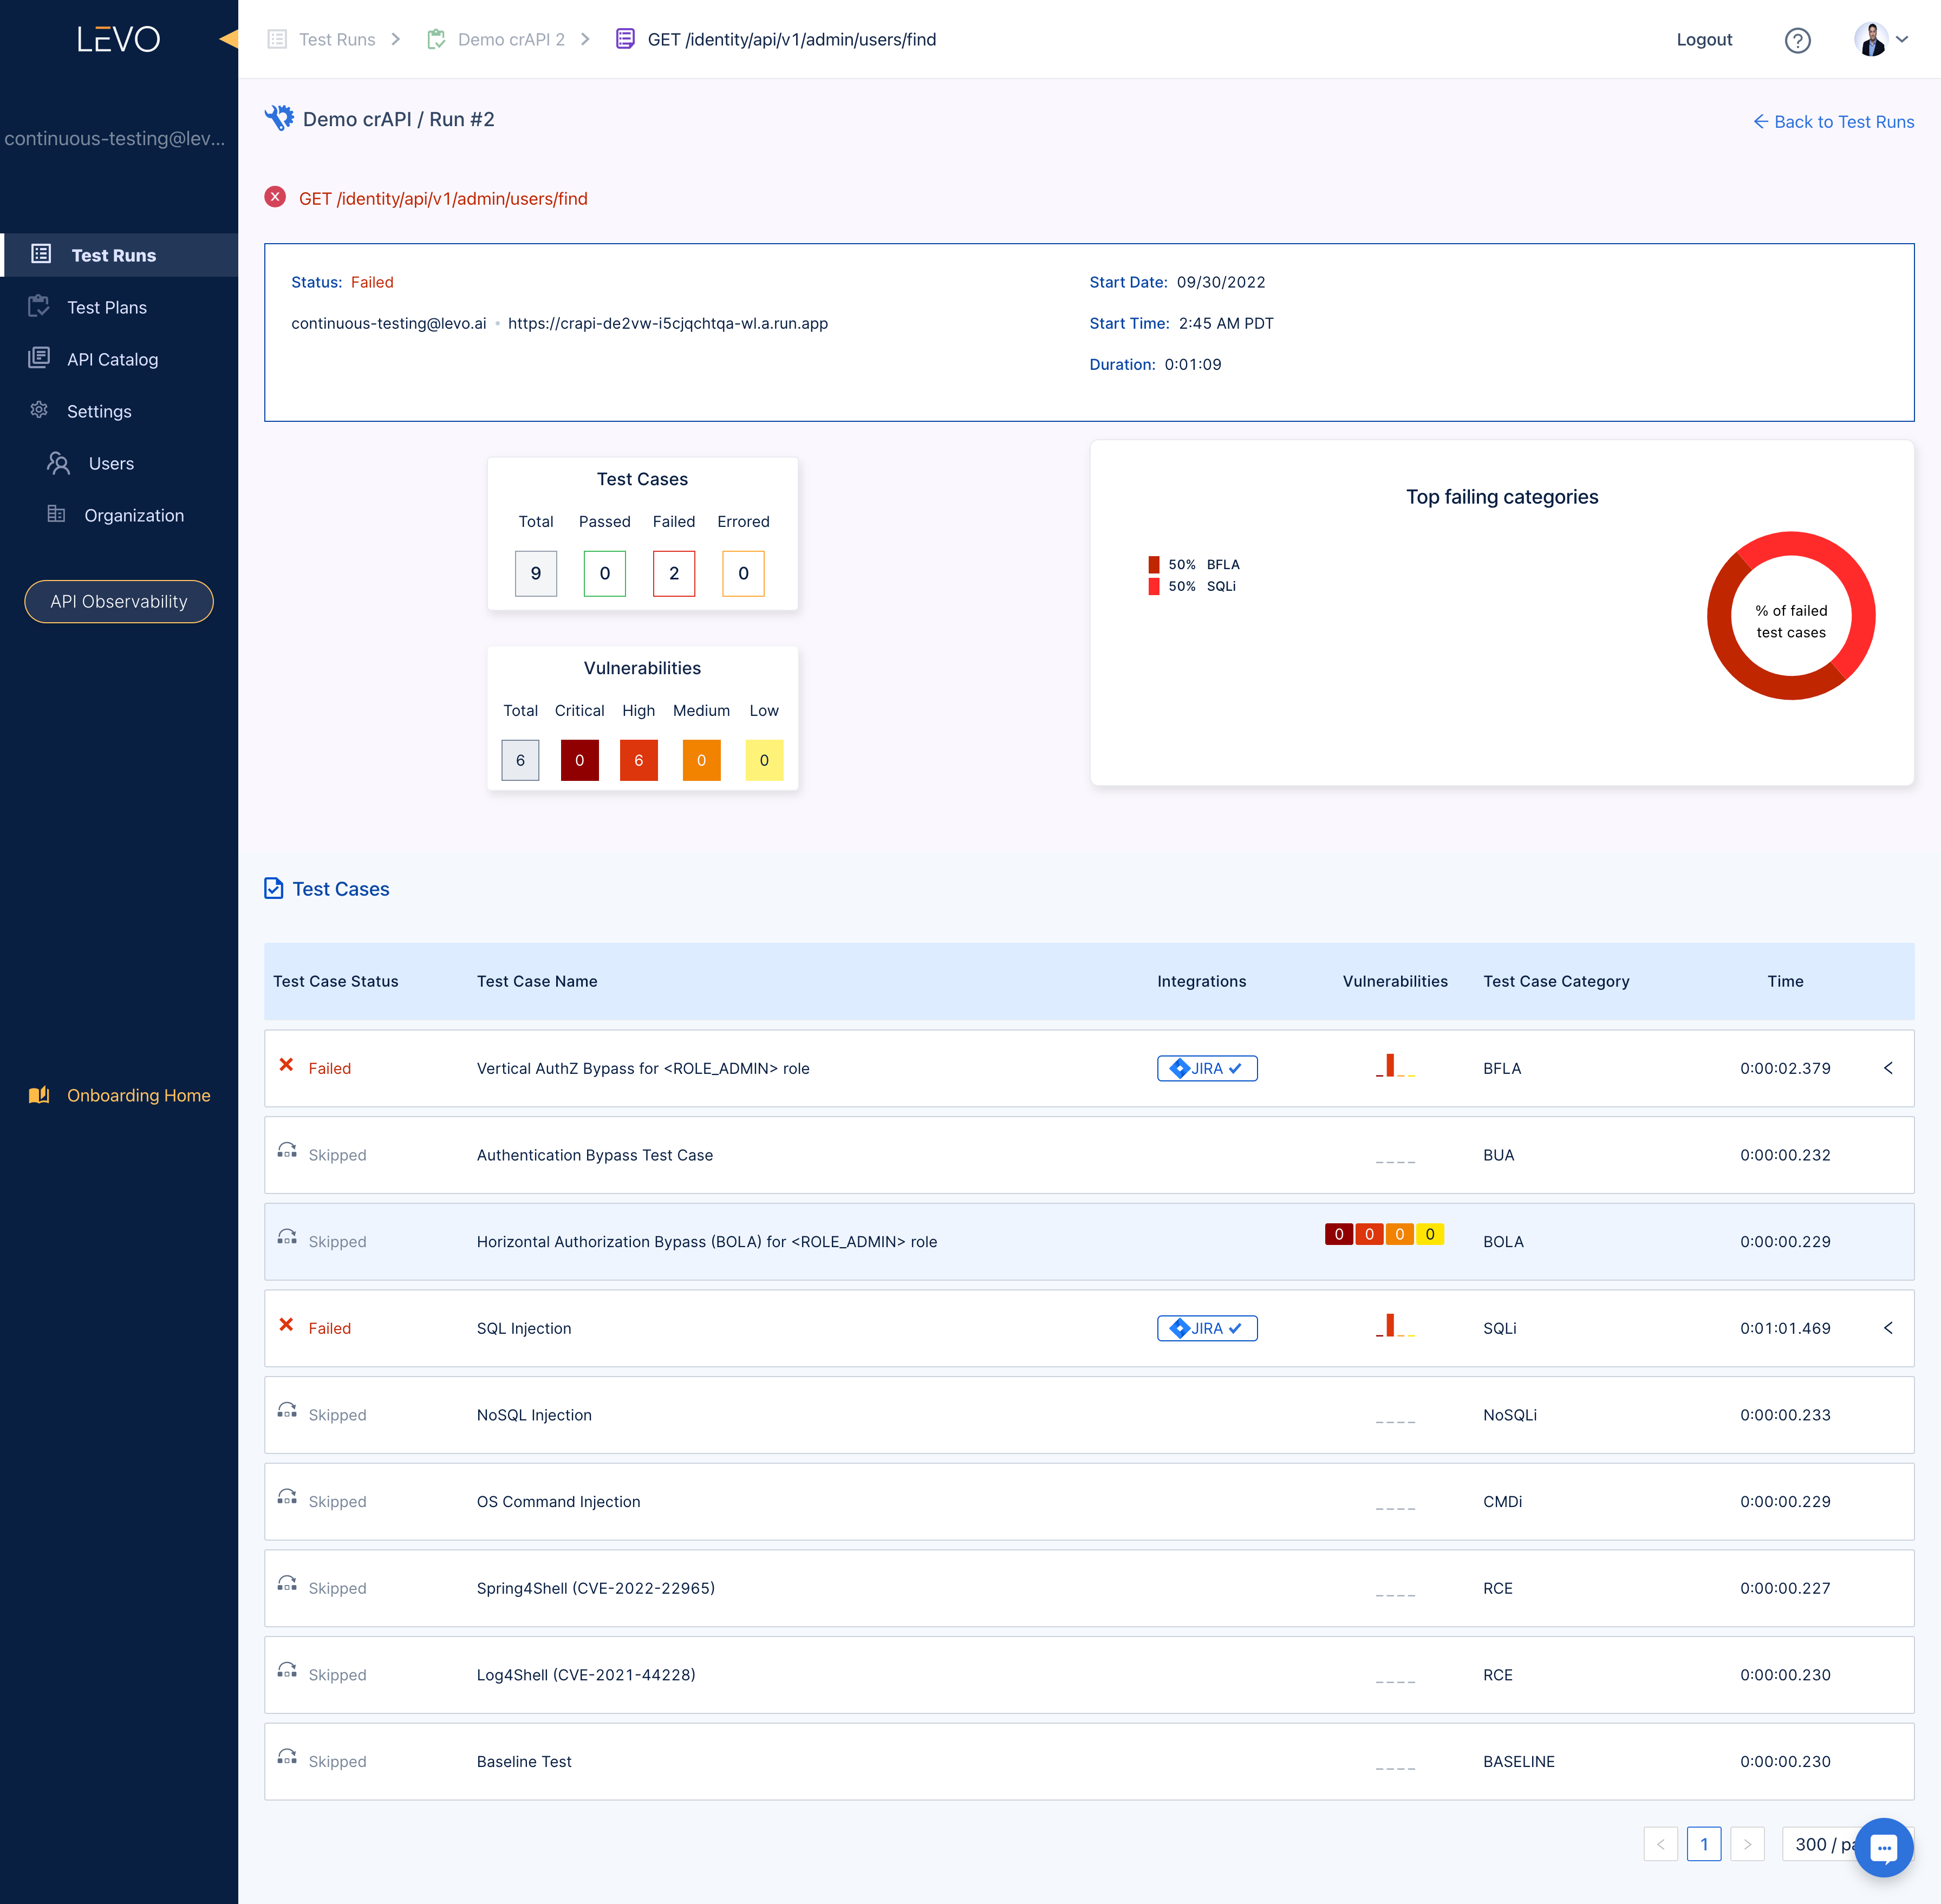 LEVO
Test Runs
Demo crAPI 2
GET /identity/api/v1/admin/users/find
Logout
continuous-testing@lev...
Test Runs
Test Plans
API Catalog
Settings
Users
Organization
API Observability
Onboarding Home
Demo crAPI / Run #2
Back to Test Runs
GET /identity/api/v1/admin/users/find
Status: Failed
continuous-testing@levo.ai https://crapi-de2vw-i5cjqchtqa-wl.a.run.app
Start Date: 09/30/2022
Start Time: 2:45 AM PDT
Duration: 0:01:09
Test Cases
Total Passed Failed Errored
9 0 2 0
Vulnerabilities
Total Critical High Medium Low
6 0 6 0 0
Top failing categories
50% BFLA
50% SQLi
% of failed
test cases
Test Cases
Test Case Status Test Case Name Integrations Vulnerabilities Test Case Category Time
Failed Vertical AuthZ Bypass for <ROLE_ADMIN> role JIRA BFLA 0:00:02.379
Skipped Authentication Bypass Test Case BUA 0:00:00.232
Skipped Horizontal Authorization Bypass (BOLA) for <ROLE_ADMIN> role 0 0 0 0 BOLA 0:00:00.229
Failed SQL Injection JIRA SQLi 0:01:01.469
Skipped NoSQL Injection NoSQLi 0:00:00.233
Skipped OS Command Injection CMDi 0:00:00.229
Skipped Spring4Shell (CVE-2022-22965) RCE 0:00:00.227
Skipped Log4Shell (CVE-2021-44228) RCE 0:00:00.230
Skipped Baseline Test BASELINE 0:00:00.230
1
300 /